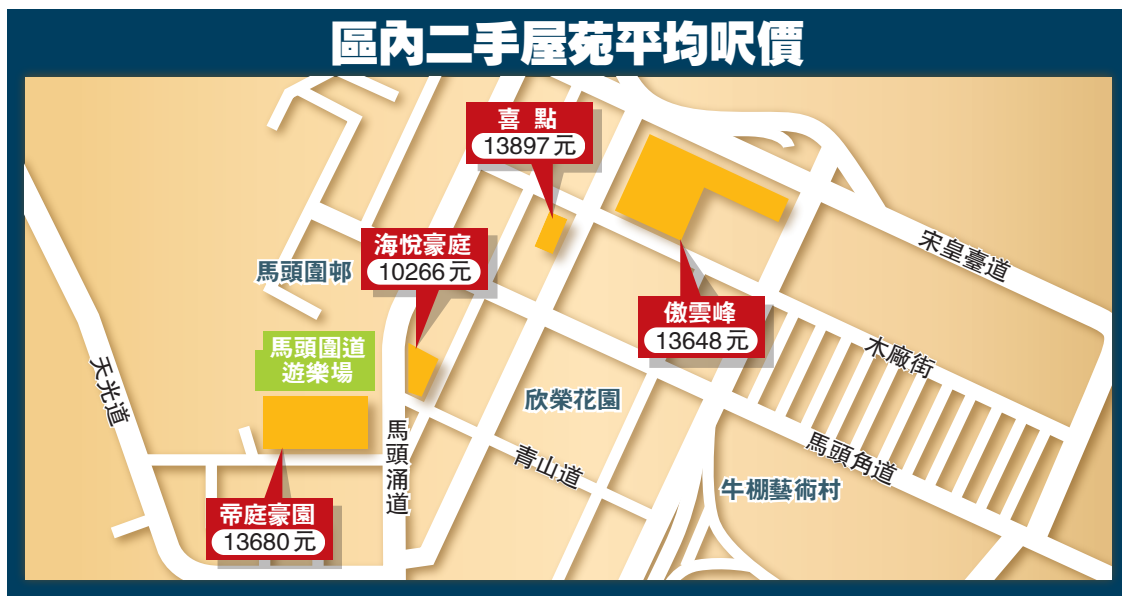 區內二手屋苑平均呎價
喜點
13897元
海悅豪庭
10266元
馬頭圍邨
宋皇臺道
傲雲峰
13648元
馬頭圍道
遊樂場
木廠街
天光道
欣榮花園
馬頭涌道
青山道
馬頭角道
牛棚藝術村
帝庭豪園
13680元